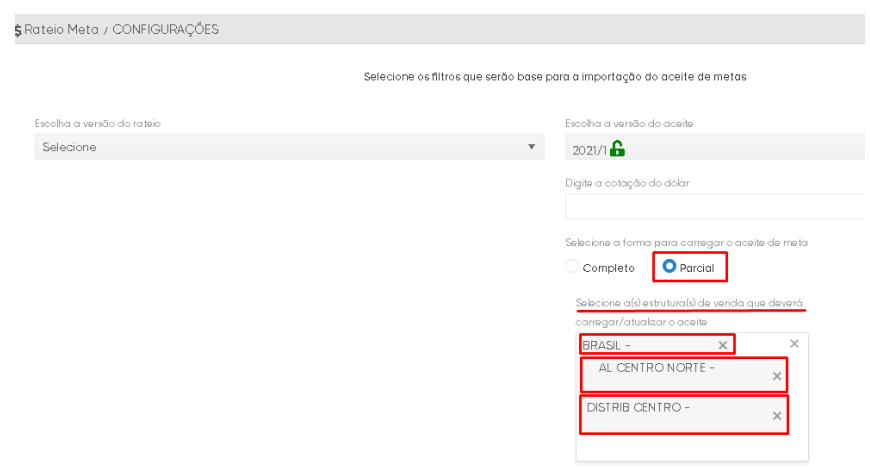 $ Rateio Meta / CONFIGURAÇÕES
Selecione os filtros que serão base para a importação do aceite de metas
Escolha a versão do rateio
Selecione
Escolha a versão do aceite
2021/1
Digite a cotação do dólar
Selecione a forma para carregar o aceite de meta
Completo
Parcial
Selecione a(s) estrutura(s) de venda que deverá
carregar/atualizar o aceite
BRASIL -
AL CENTRO NORTE -
DISTRIB CENTRO -